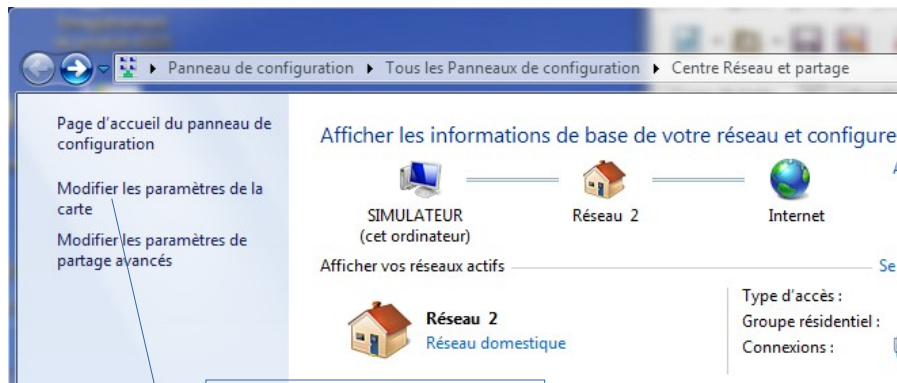 Panneau de configuration ▸ Tous les Panneaux de configuration ▸ Centre Réseau et partage
Page d'accueil du panneau de
configuration
Modifier les paramètres de la
carte
Modifier les paramètres de
partage avancés
Afficher les informations de base de votre réseau et configure
SIMULATEUR
(cet ordinateur)
Réseau 2
Internet
Afficher vos réseaux actifs
Se
Réseau 2
Réseau domestique
Type d'accès :
Groupe résidentiel :
Connexions :